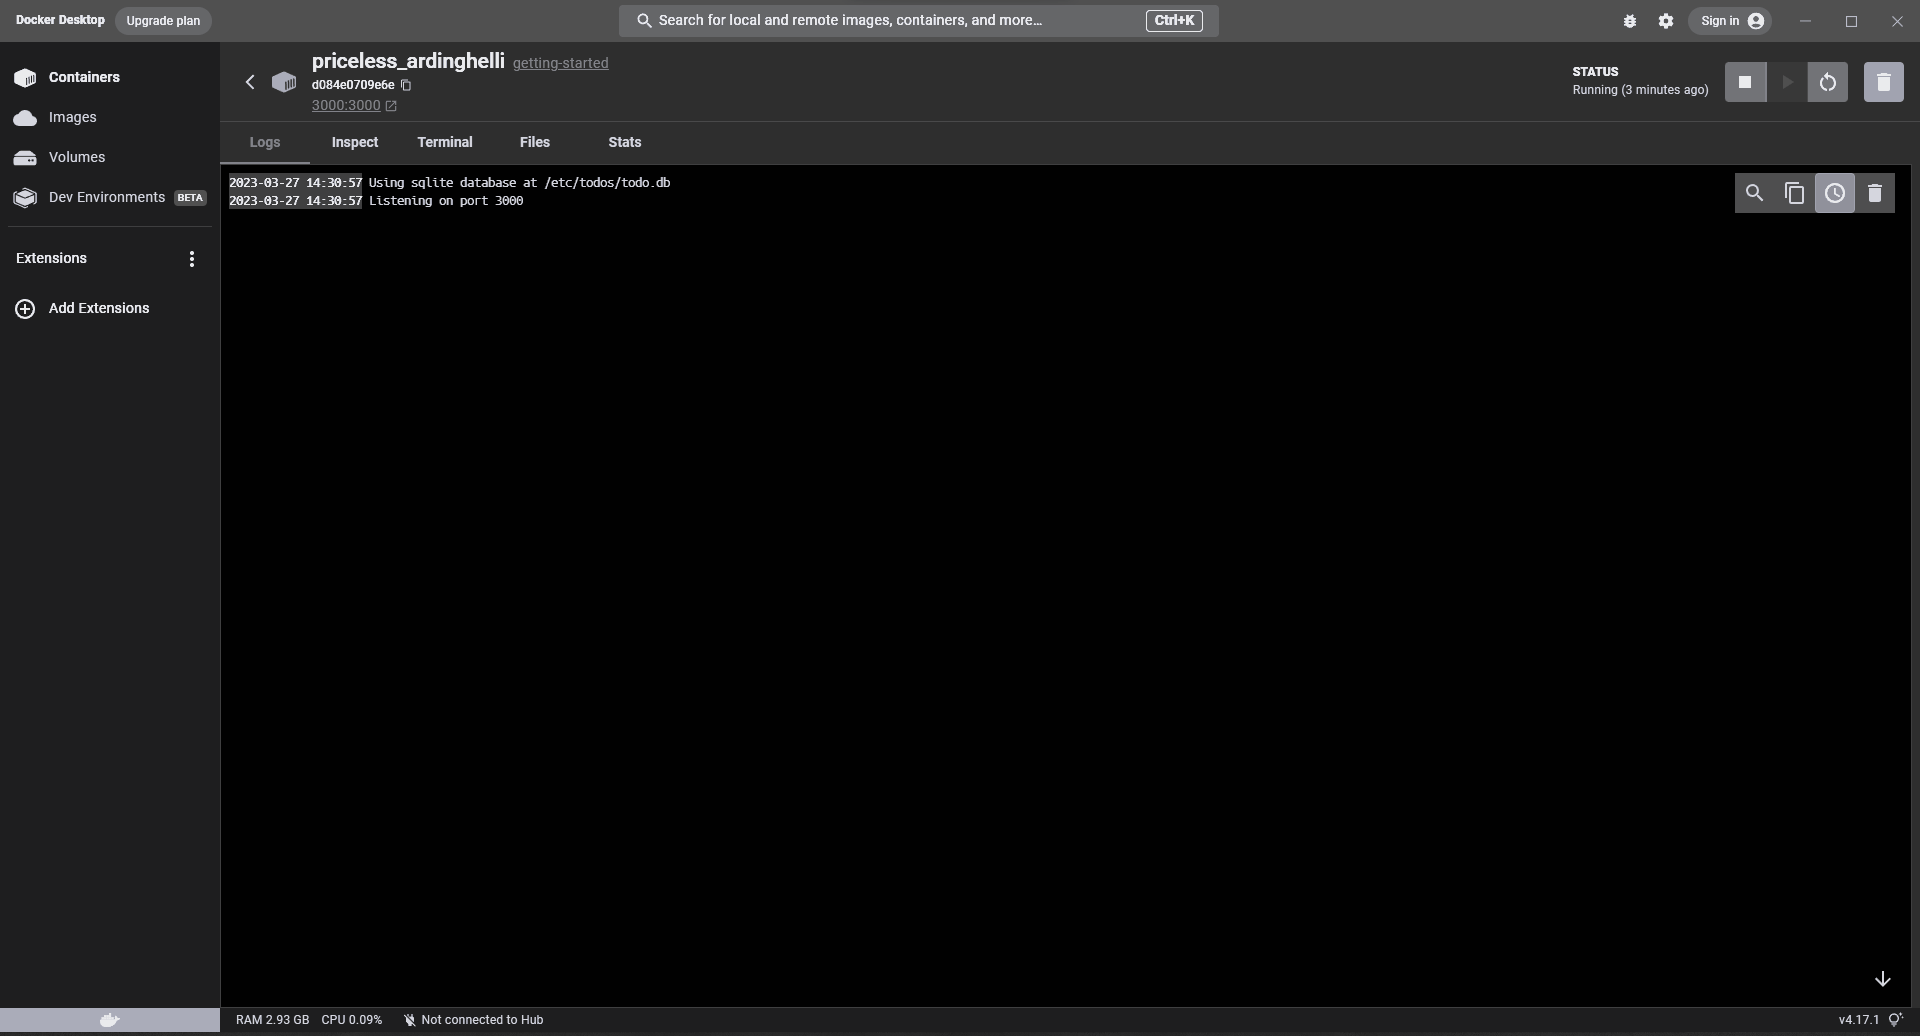 Docker Desktop Upgrade plan Search for local and remote images, containers, and more... Ctrl+K Sign in
Containers
Images
Volumes
Dev Environments BETA
Extensions
Add Extensions
priceless_ardinghelli getting-started
d084e0709e6e
3000:3000
STATUS
Running (3 minutes ago)
Logs Inspect Terminal Files Stats
2023-03-27 14:30:57 Using sqlite database at /etc/todos/todo.db
2023-03-27 14:30:57 Listening on port 3000
RAM 2.93 GB CPU 0.09% Not connected to Hub v4.17.1